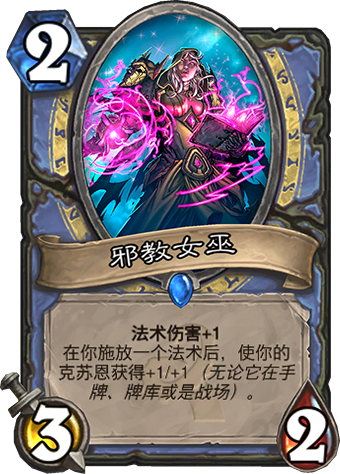 2
邪教女巫
法术伤害+1
在你施放一个法术后，使你的
克苏恩获得+1/+1（无论它在手
牌、牌库或是战场）。
3
2